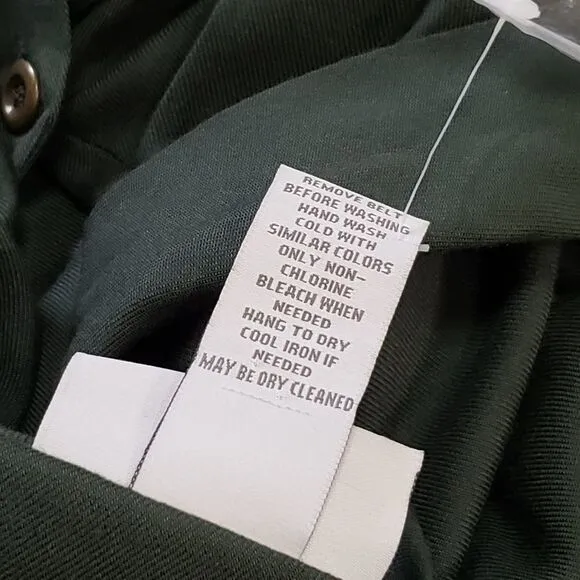 REMOVE BELT
BEFORE WASHING
HAND WASH
COLD WITH
SIMILAR COLORS
ONLY NON-
CHLORINE
BLEACH WHEN
NEEDED
HANG TO DRY
COOL IRON IF
NEEDED
MAY BE DRY CLEANED